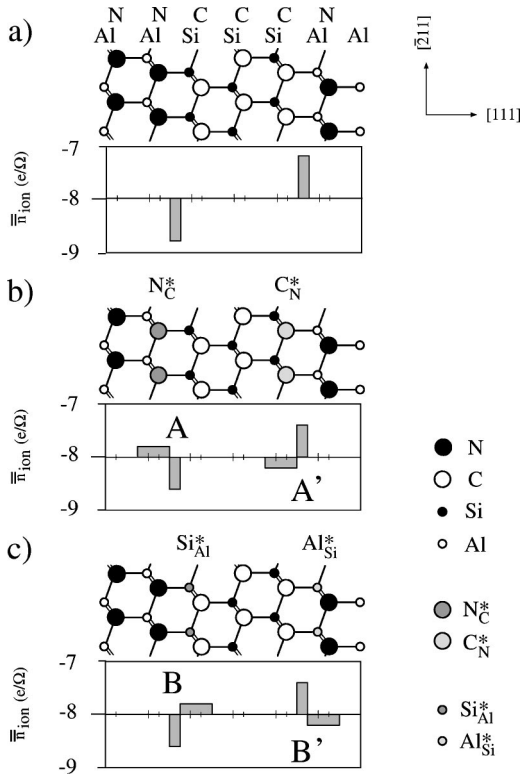 a)
N N C C N
Al Al Si Si Si Al Al
[2̄11]
[111]
-7
-8
-9
n̿ion (e/Ω)
b)
N*C C*N
-7
-8
-9
n̿ion (e/Ω)
A
A’
N
C
Si
Al
c)
Si*Al Al*Si
-7
-8
-9
n̿ion (e/Ω)
B
B’
N*C
C*N
Si*Al
Al*Si